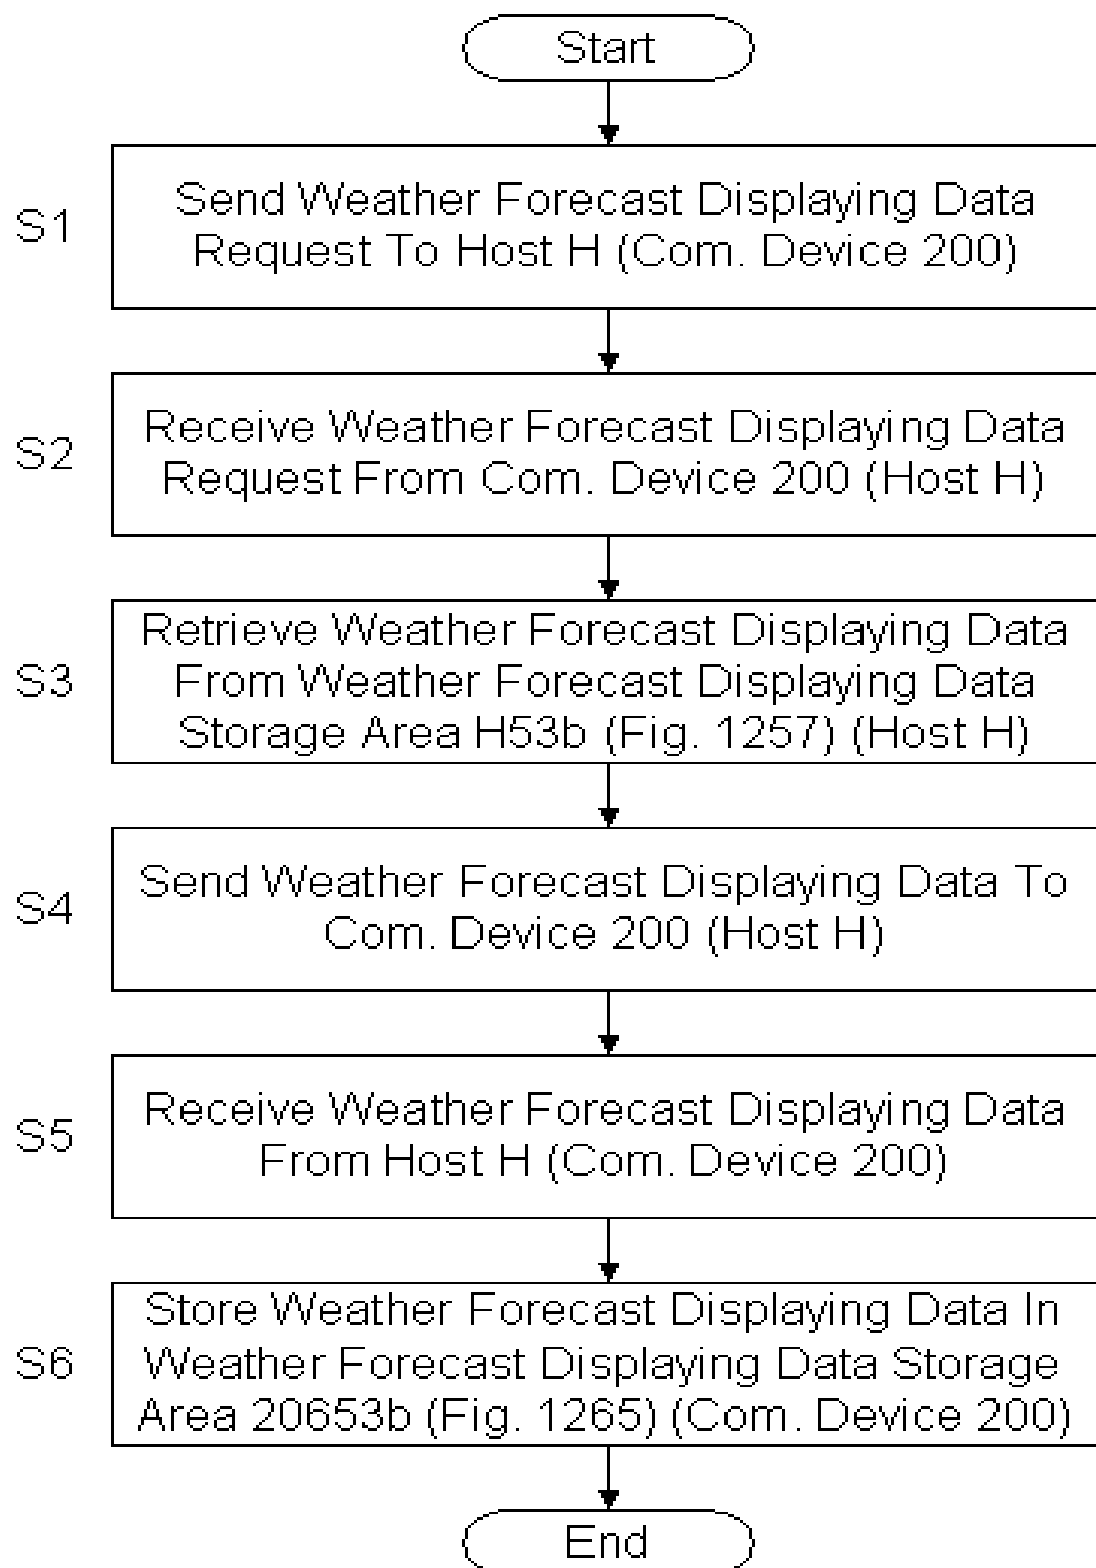 Start
S1
Send Weather Forecast Displaying Data
Request To Host H (Com. Device 200)
S2
Receive Weather Forecast Displaying Data
Request From Com. Device 200 (Host H)
S3
Retrieve Weather Forecast Displaying Data
From Weather Forecast Displaying Data
Storage Area H53b (Fig. 1257) (Host H)
S4
Send Weather Forecast Displaying Data To
Com. Device 200 (Host H)
S5
Receive Weather Forecast Displaying Data
From Host H (Com. Device 200)
S6
Store Weather Forecast Displaying Data In
Weather Forecast Displaying Data Storage
Area 20653b (Fig. 1265) (Com. Device 200)
End